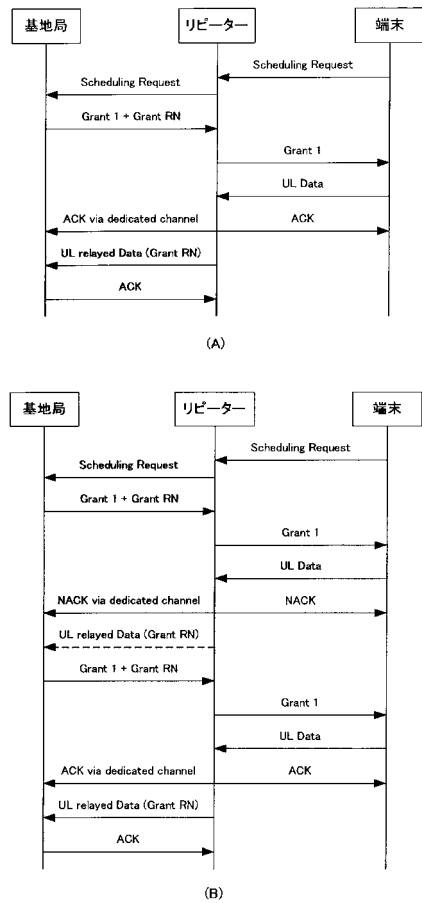 基地局 リピーター 端末
Scheduling Request
Scheduling Request
Grant 1 + Grant RN
Grant 1
UL Data
ACK via dedicated channel ACK
UL relayed Data (Grant RN)
ACK
(A)
基地局 リピーター 端末
Scheduling Request
Scheduling Request
Grant 1 + Grant RN
Grant 1
UL Data
NACK via dedicated channel NACK
UL relayed Data (Grant RN)
Grant 1 + Grant RN
Grant 1
UL Data
ACK via dedicated channel ACK
UL relayed Data (Grant RN)
ACK
(B)